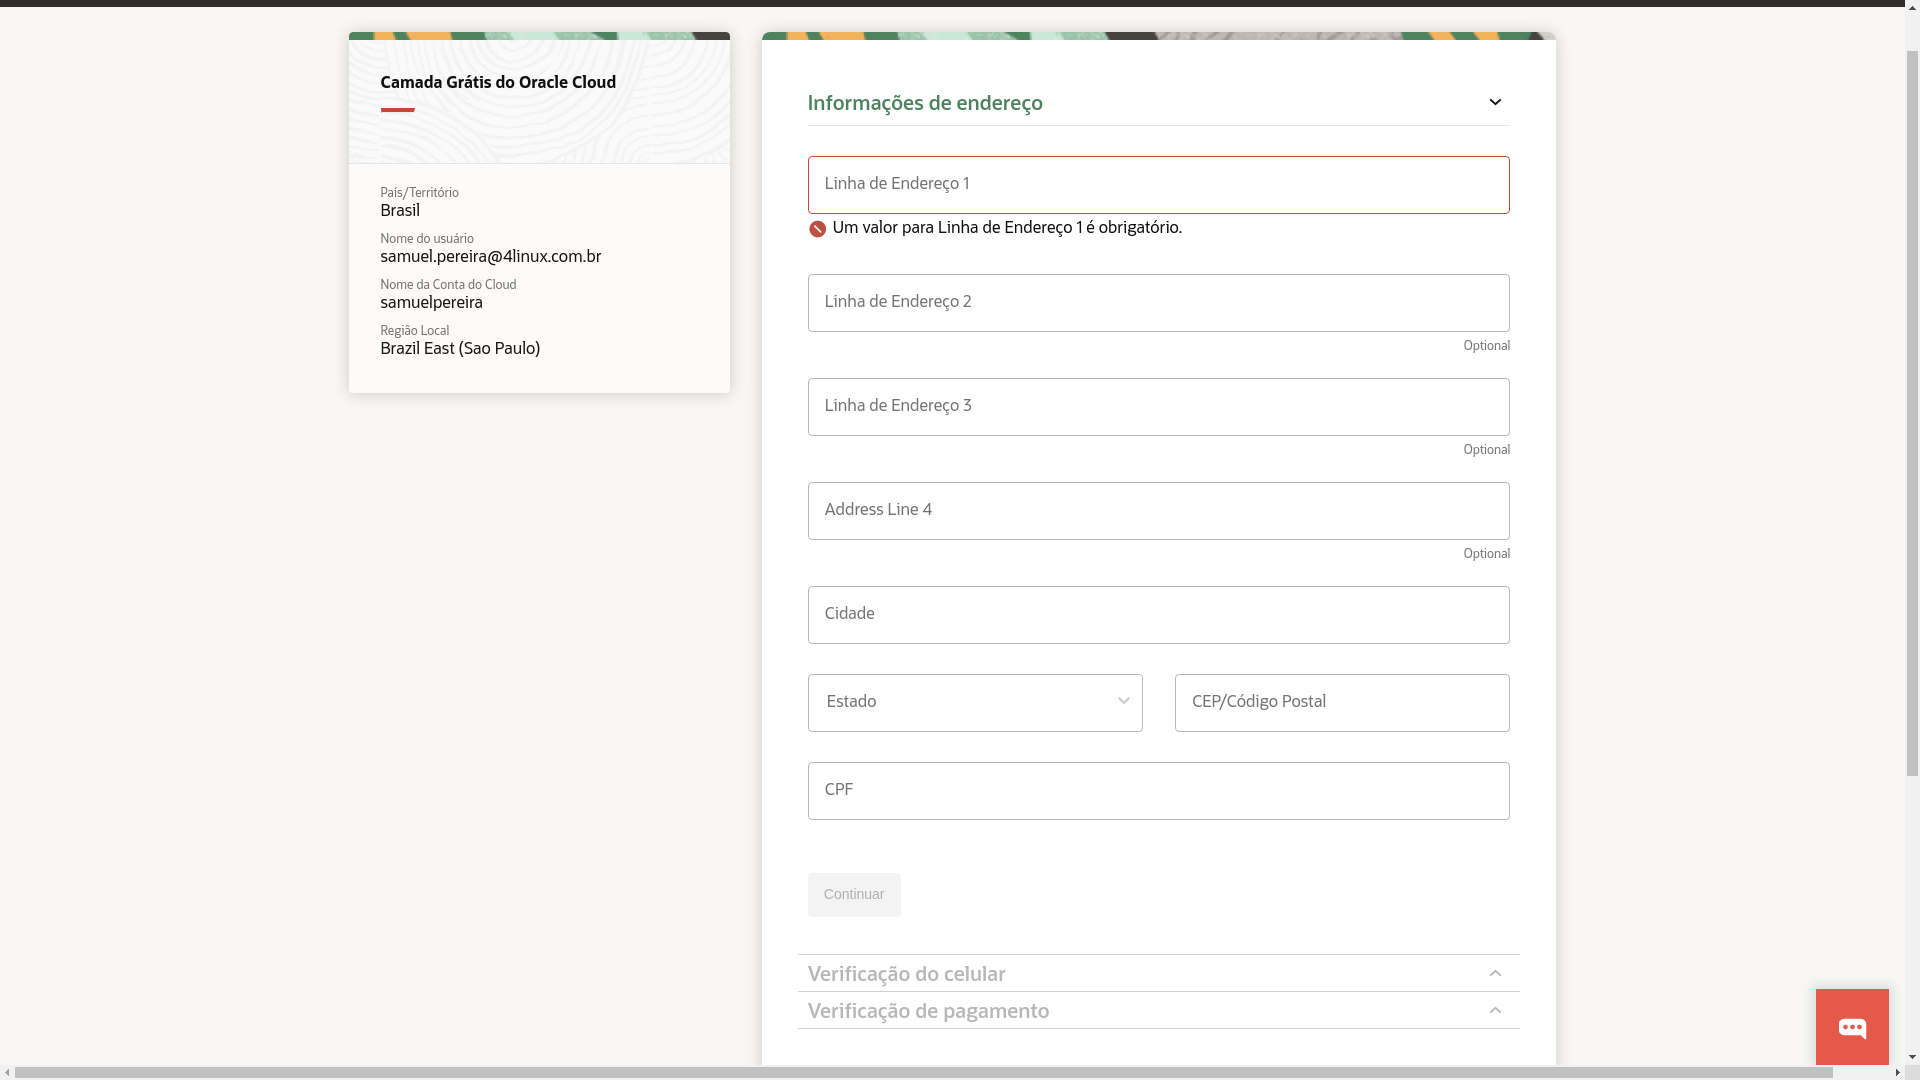 Camada Grátis do Oracle Cloud
País/Território
Brasil
Nome do usuário
samuel.pereira@4linux.com.br
Nome da Conta do Cloud
samuelpereira
Região Local
Brazil East (Sao Paulo)
Informações de endereço
Linha de Endereço 1
Um valor para Linha de Endereço 1 é obrigatório.
Linha de Endereço 2
Optional
Linha de Endereço 3
Optional
Address Line 4
Optional
Cidade
Estado
CEP/Código Postal
CPF
Continuar
Verificação do celular
Verificação de pagamento